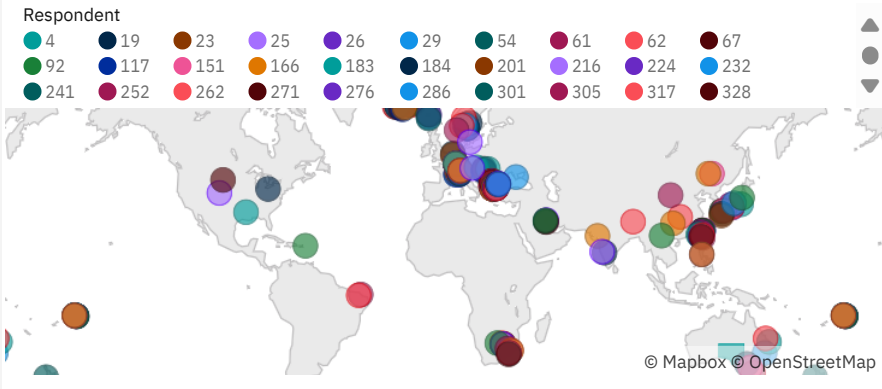 Respondent
4 19 23 25 26 29 54 61 62 67
92 117 151 166 183 184 201 216 224 232
241 252 262 271 276 286 301 305 317 328
© Mapbox © OpenStreetMap